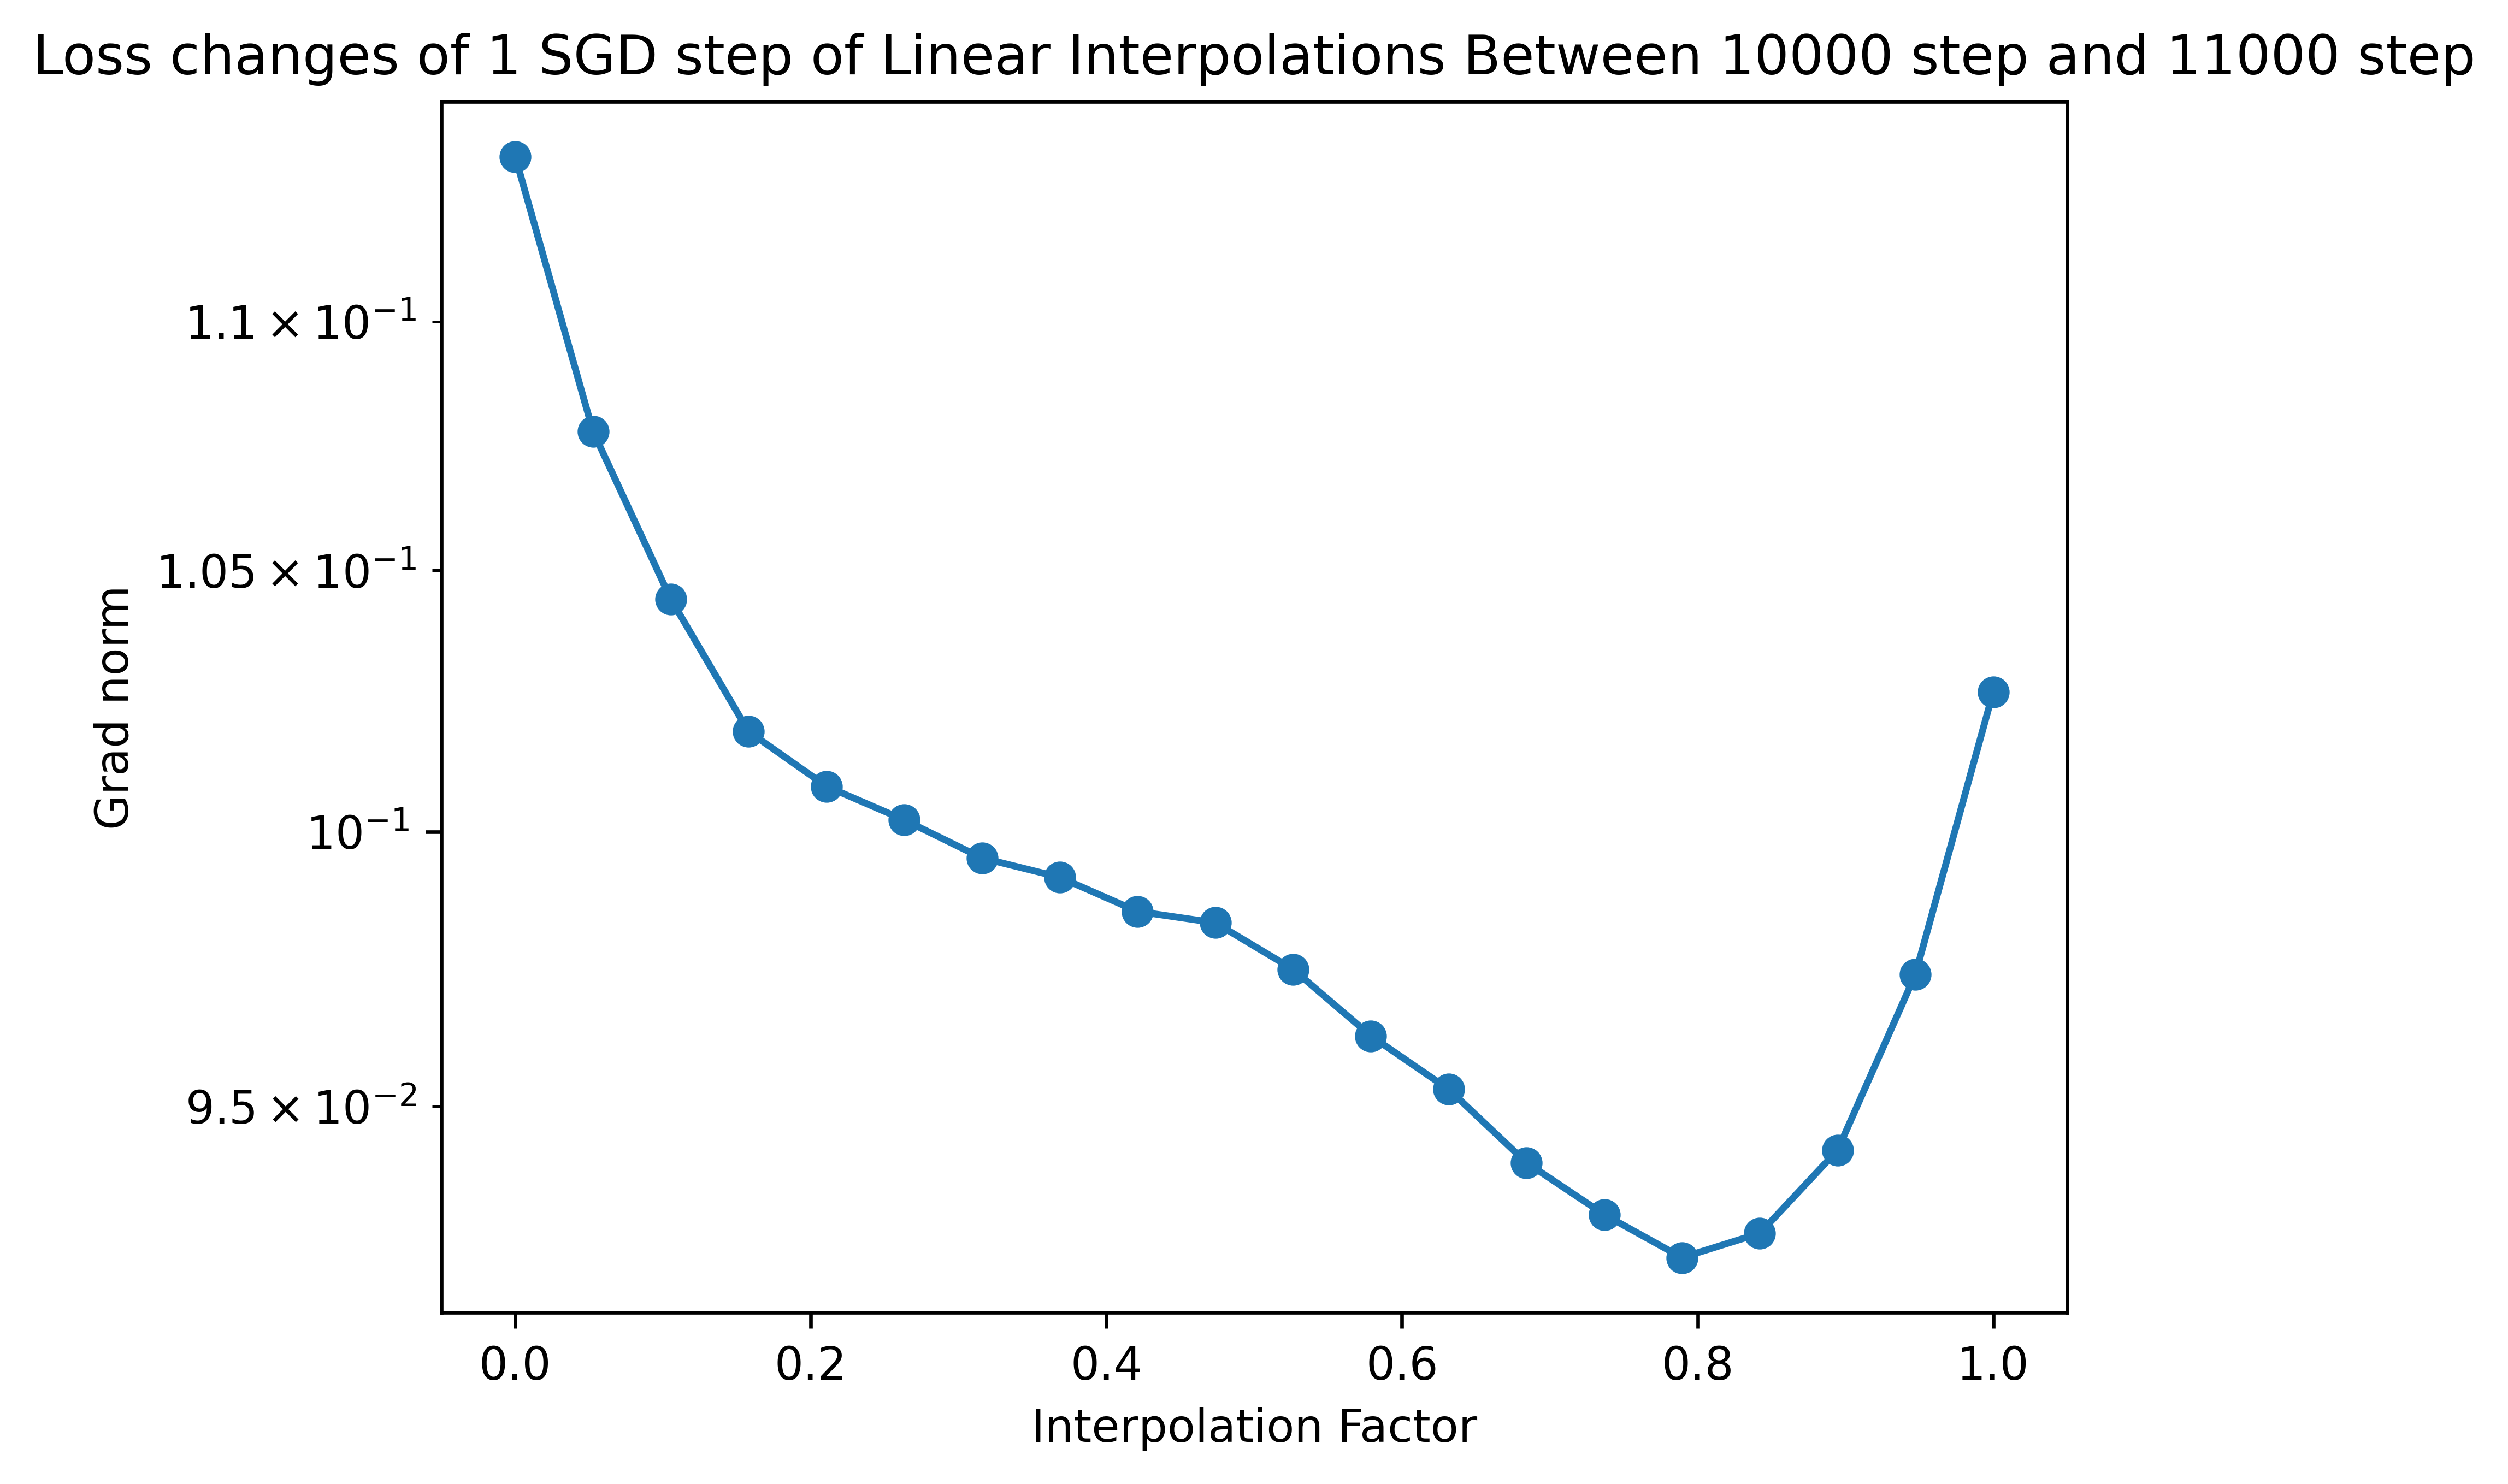 Loss changes of 1 SGD step of Linear Interpolations Between 10000 step and 11000 step
Grad norm
1.1 × 10⁻¹
1.05 × 10⁻¹
10⁻¹
9.5 × 10⁻²
0.0 0.2 0.4 0.6 0.8 1.0
Interpolation Factor